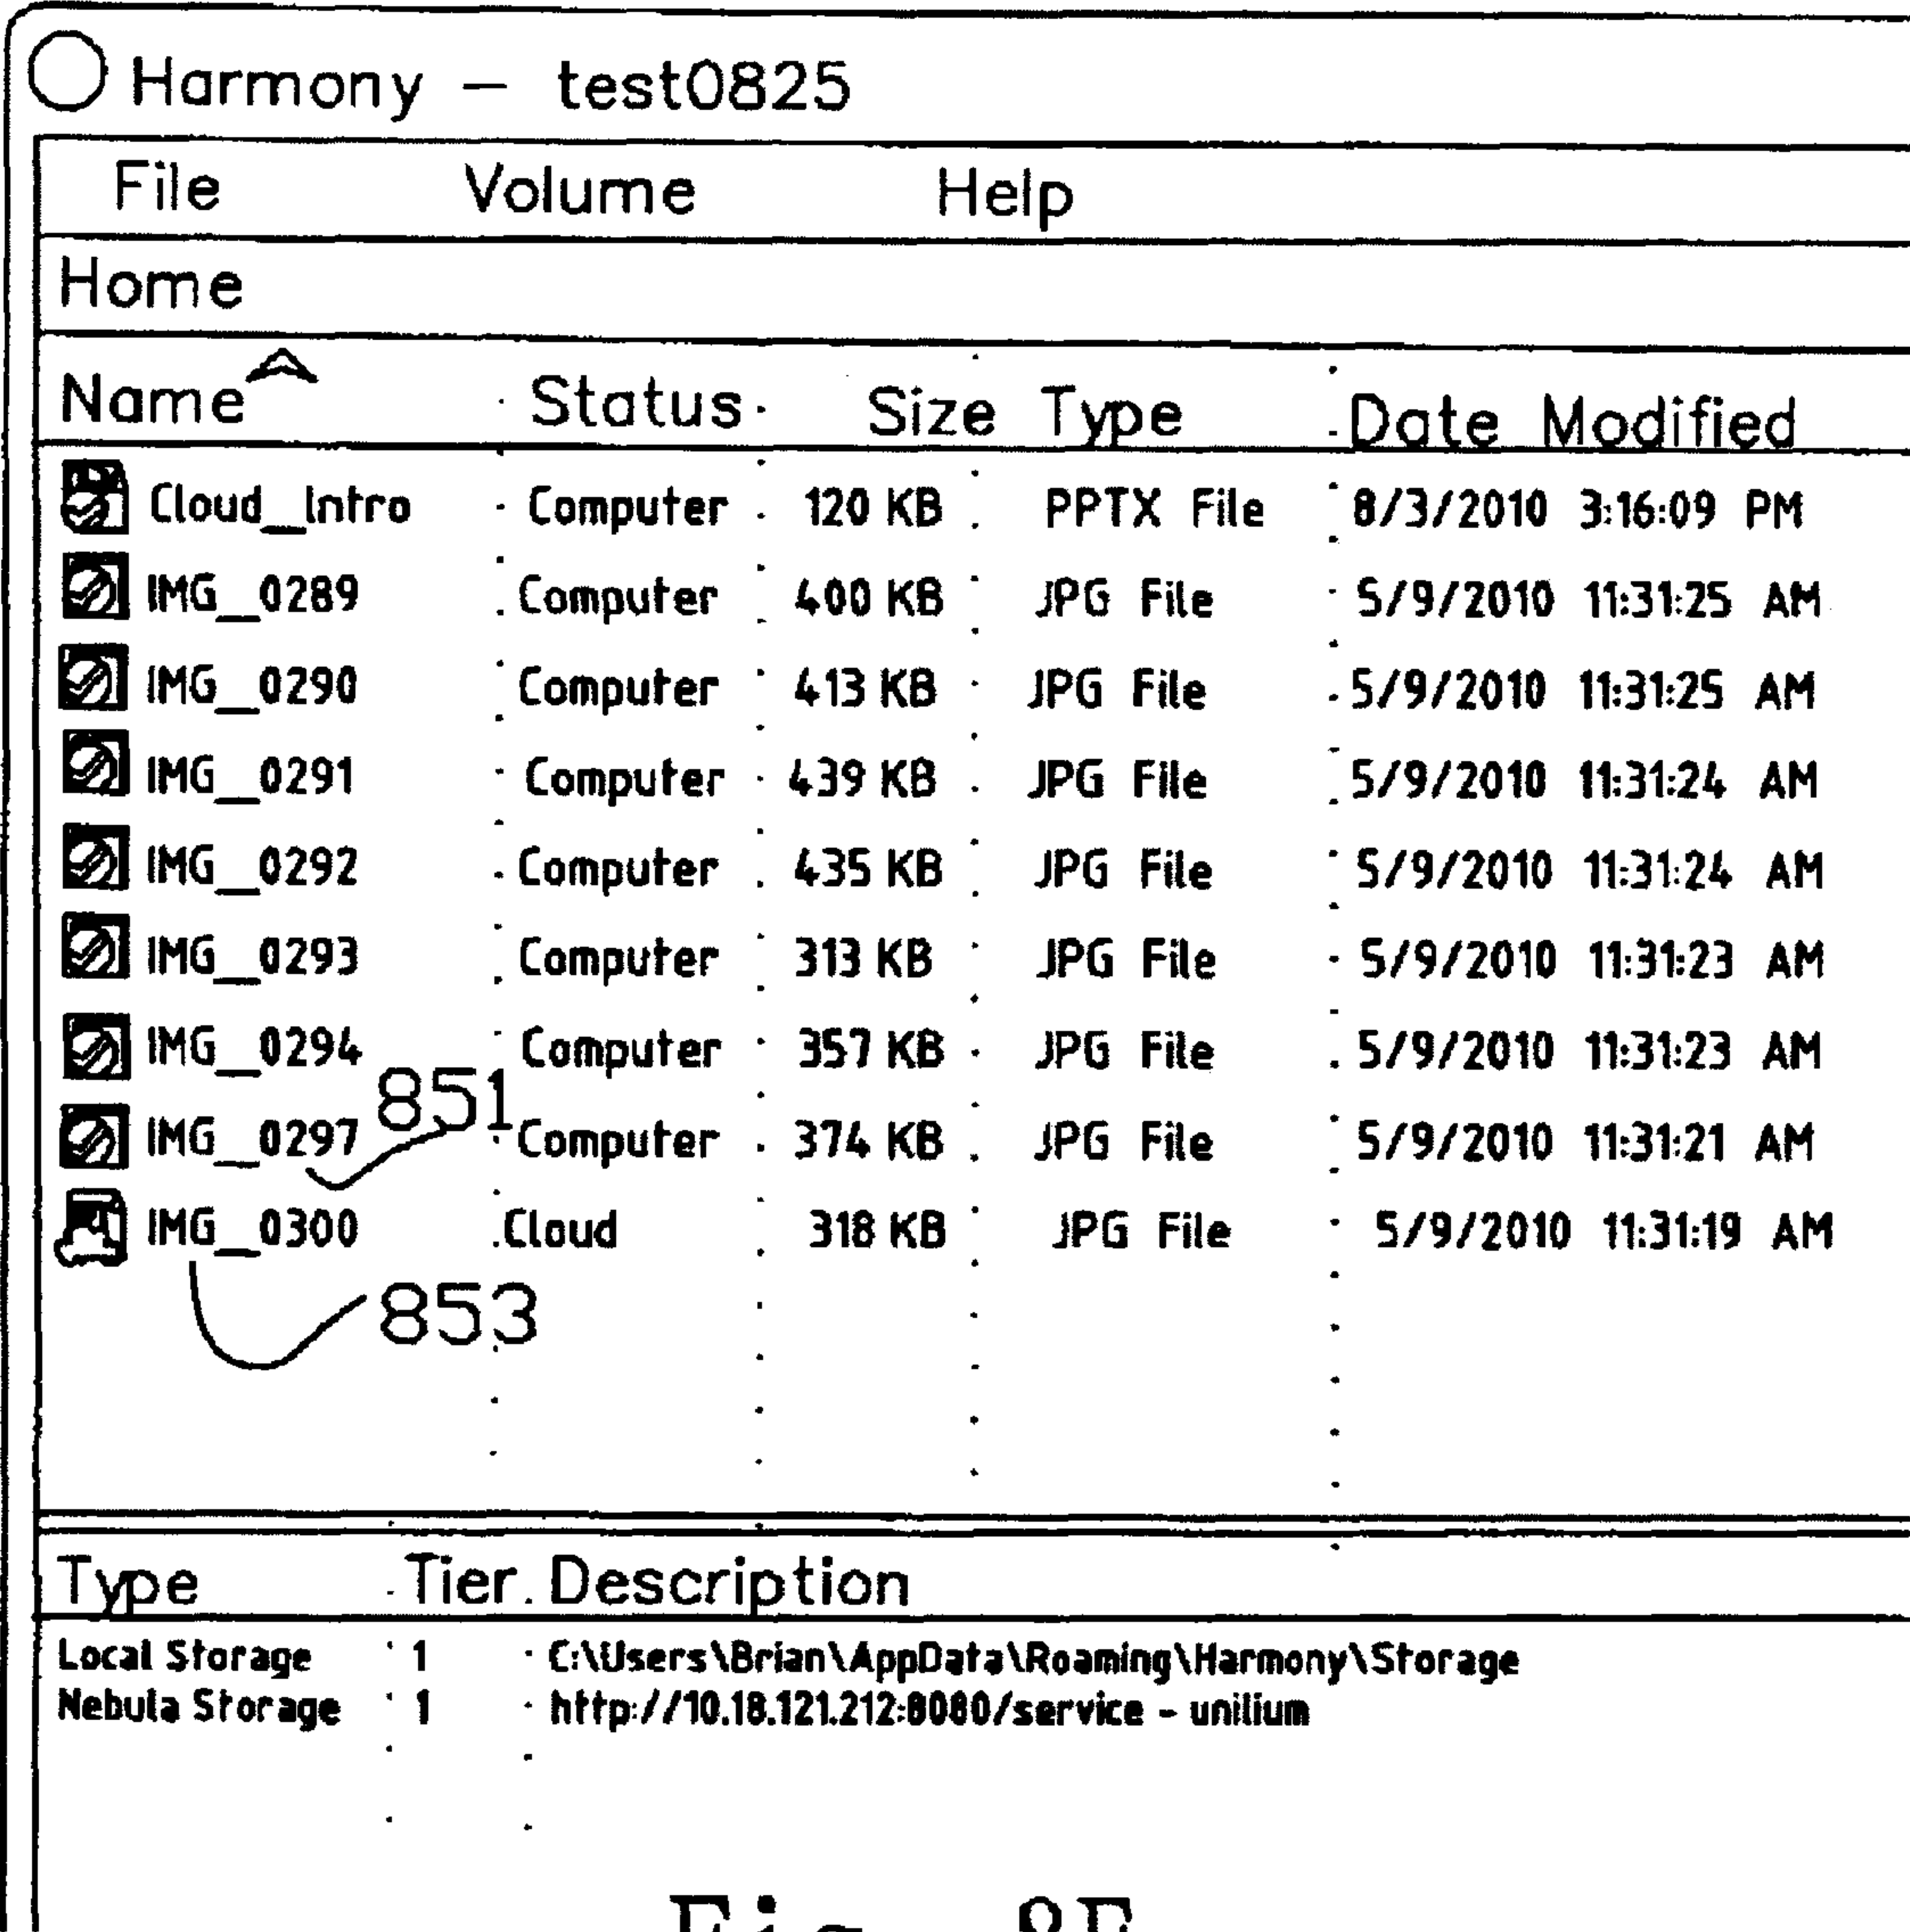 Harmony – test0825
File Volume Help
Home
Name Status Size Type Date Modified
Cloud_Intro Computer 120 KB PPTX File 8/3/2010 3:16:09 PM
IMG_0289 Computer 400 KB JPG File 5/9/2010 11:31:25 AM
IMG_0290 Computer 413 KB JPG File 5/9/2010 11:31:25 AM
IMG_0291 Computer 439 KB JPG File 5/9/2010 11:31:24 AM
IMG_0292 Computer 435 KB JPG File 5/9/2010 11:31:24 AM
IMG_0293 Computer 313 KB JPG File 5/9/2010 11:31:23 AM
IMG_0294 Computer 357 KB JPG File 5/9/2010 11:31:23 AM
851
IMG_0297 Computer 374 KB JPG File 5/9/2010 11:31:21 AM
IMG_0300 Cloud 318 KB JPG File 5/9/2010 11:31:19 AM
853
Type Tier Description
Local Storage 1 C:\Users\Brian\AppData\Roaming\Harmony\Storage
Nebula Storage 1 http://10.18.121.212:8080/service – unilium